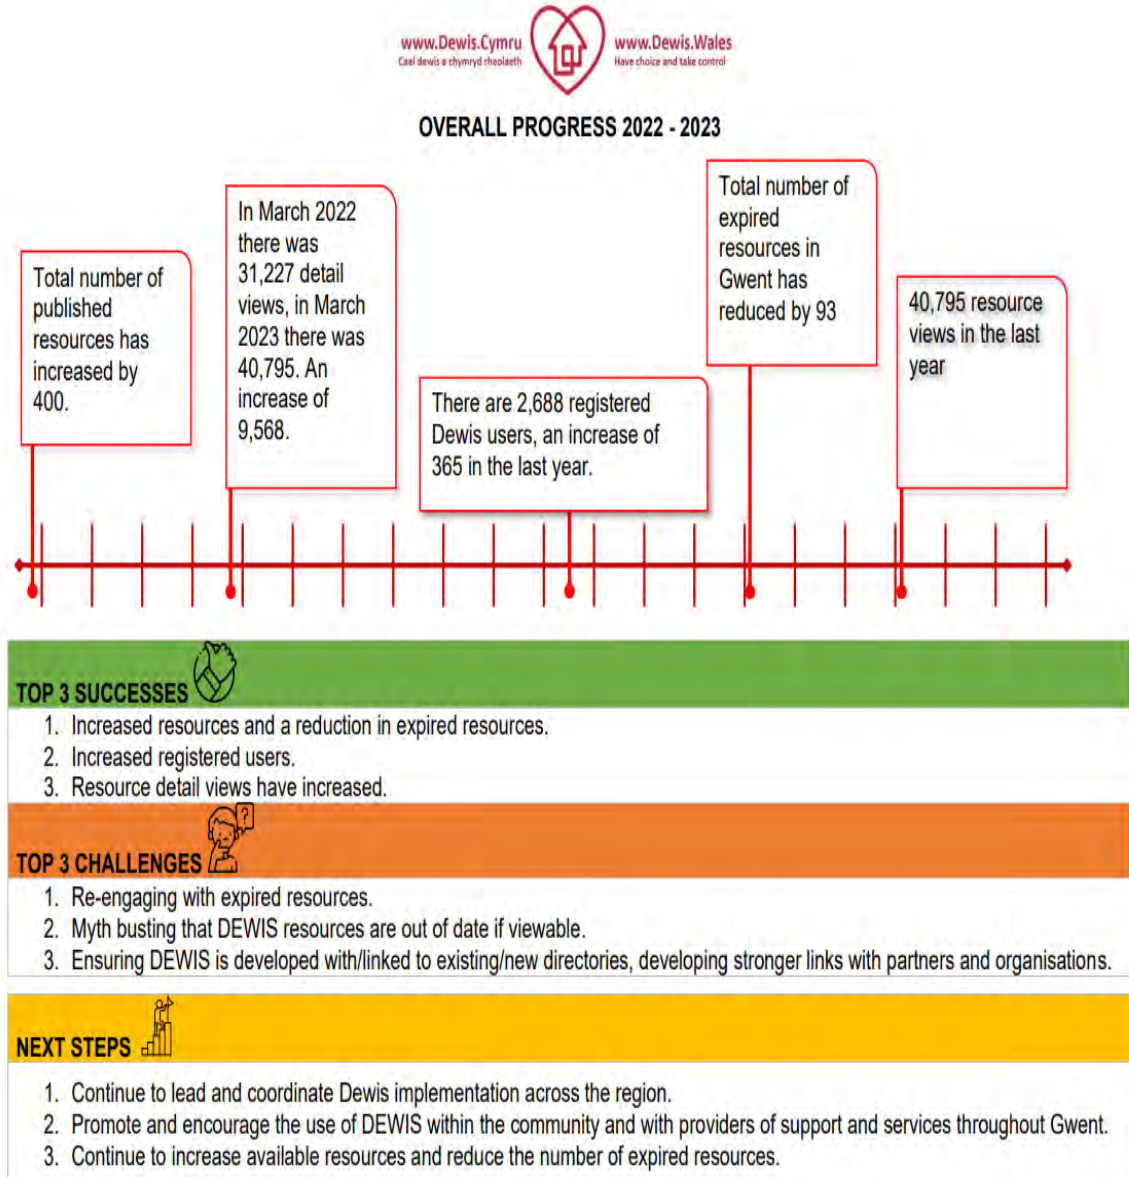 www.Dewis.Cymru
Cael dewis a chymryd rheolaeth
www.Dewis.Wales
Have choice and take control
OVERALL PROGRESS 2022 - 2023
Total number of
published
resources has
increased by
400.
In March 2022
there was
31,227 detail
views, in March
2023 there was
40,795. An
increase of
9,568.
There are 2,688 registered
Dewis users, an increase of
365 in the last year.
Total number of
expired
resources in
Gwent has
reduced by 93
40,795 resource
views in the last
year
TOP 3 SUCCESSES
1. Increased resources and a reduction in expired resources.
2. Increased registered users.
3. Resource detail views have increased.
?
TOP 3 CHALLENGES
1. Re-engaging with expired resources.
2. Myth busting that DEWIS resources are out of date if viewable.
3. Ensuring DEWIS is developed with/linked to existing/new directories, developing stronger links with partners and organisations.
NEXT STEPS
1. Continue to lead and coordinate Dewis implementation across the region.
2. Promote and encourage the use of DEWIS within the community and with providers of support and services throughout Gwent.
3. Continue to increase available resources and reduce the number of expired resources.